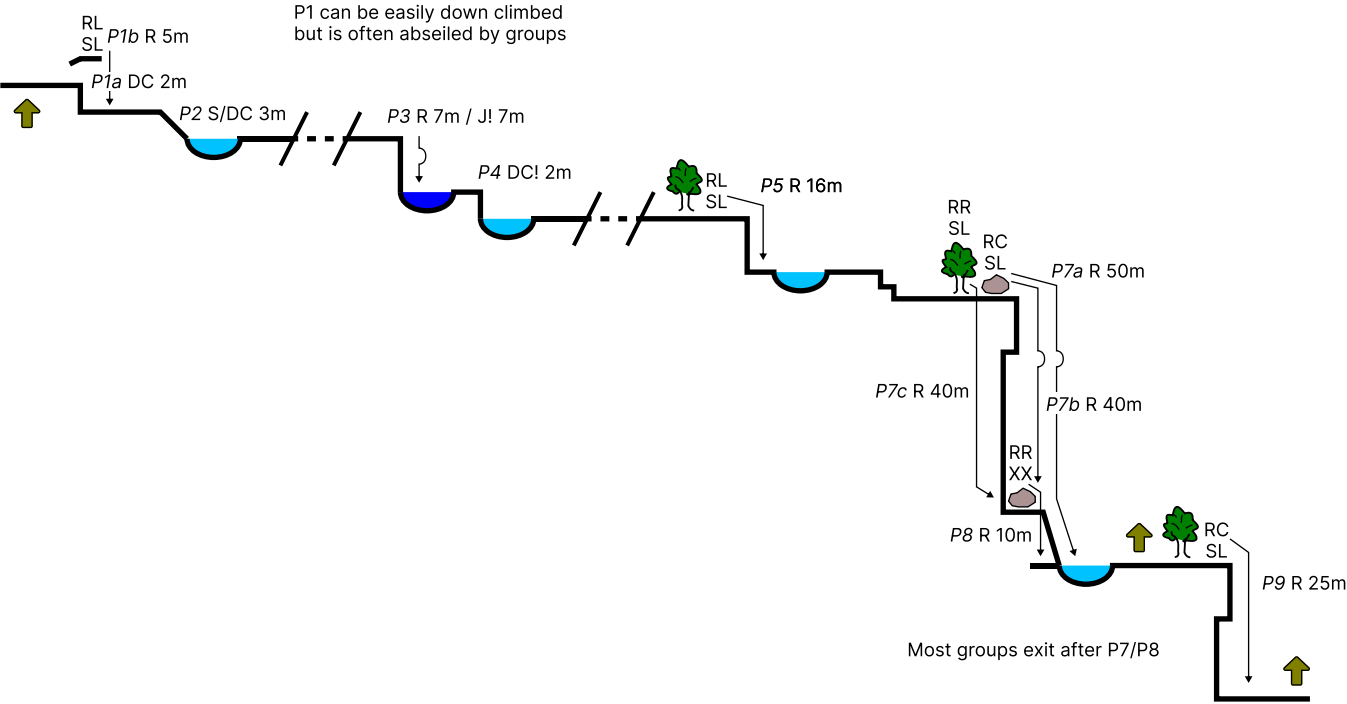 P1 can be easily down climbed
but is often abseiled by groups
RL
SL
P1b R 5m
P1a DC 2m
P2 S/DC 3m
P3 R 7m / J! 7m
P4 DC! 2m
RL
SL
P5 R 16m
RR
SL
RC
SL
P7a R 50m
P7c R 40m
P7b R 40m
RR
XX
P8 R 10m
RC
SL
P9 R 25m
Most groups exit after P7/P8